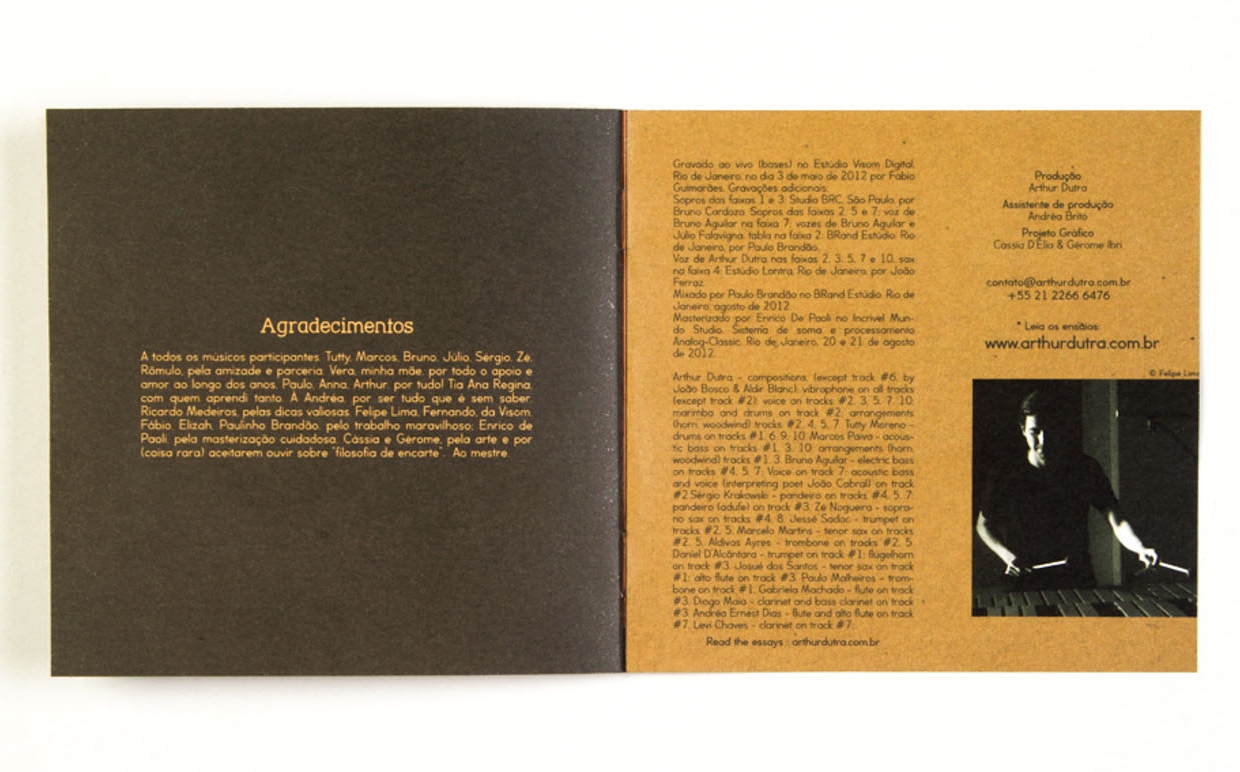 Agradecimentos
A todos os músicos participantes. Tutty, Marcos, Bruno, Júlio, Sérgio, Zé,
Rômulo, pela amizade e parceria. Vera, minha mãe, por todo o apoio e
amor ao longo dos anos. Paulo, Anna, Arthur, por tudo! Tia Ana Regina,
com quem aprendi tanto. A Andréa, por ser tudo que é sem saber.
Ricardo Medeiros, pelas dicas valiosas. Felipe Lima, Fernando, da Visom.
Fábio, Elizah, Paulinho Brandão, pelo trabalho maravilhoso; Enrico de
Paoli, pela masterização cuidadosa. Cássia e Gérome, pela arte e por
(coisa rara) aceitarem ouvir sobre "filosofia de encarte". Ao mestre.
Gravado ao vivo (bases) no Estúdio Visom Digital,
Rio de Janeiro, no dia 3 de maio de 2012 por Fábio
Guimarães. Gravações adicionais:
Sopros das faixas 1 e 3: Studio BRC, São Paulo, por
Bruno Cardozo. Sopros das faixas 2, 5 e 7; voz de
Bruno Aguilar na faixa 7; vozes de Bruno Aguilar e
Júlio Falavigna, tabla na faixa 2: BRand Estúdio, Rio
de Janeiro, por Paulo Brandão.
Voz de Arthur Dutra nas faixas 2, 3, 5, 7 e 10, sax
na faixa 4: Estúdio Lontra, Rio de Janeiro, por João
Ferraz.
Mixado por Paulo Brandão no BRand Estúdio, Rio de
Janeiro, agosto de 2012.
Masterizado por Enrico De Paoli no Incrível Mun-
do Studio. Sistema de soma e processamento
Analog-Classic, Rio de Janeiro, 20 e 21 de agosto
de 2012.
Arthur Dutra - compositions, (except track #6, by
João Bosco & Aldir Blanc); vibraphone on all tracks
(except track #2); voice on tracks #2, 3, 5, 7, 10;
marimba and drums on track #2; arrangements
(horn, woodwind) tracks #2, 4, 5, 7. Tutty Moreno -
drums on tracks #1, 6, 9, 10. Marcos Paiva - acous-
tic bass on tracks #1, 3, 10; arrangements (horn,
woodwind) tracks #1, 3. Bruno Aguilar - electric bass
on tracks #4, 5, 7; Voice on track 7; acoustic bass
and voice (interpreting poet João Cabral) on track
#2. Sérgio Krakowski - pandeiro on tracks #4, 5, 7;
pandeiro (adufe) on track #3. Zé Nogueira - sopra-
no sax on tracks #4, 8. Jessé Sadoc - trumpet on
tracks #2, 5. Marcelo Martins - tenor sax on tracks
#2, 5. Aldivas Ayres - trombone on tracks #2, 5.
Daniel D'Alcântara - trumpet on track #1; flugelhorn
on track #3. Josué dos Santos - tenor sax on track
#1; alto flute on track #3. Paulo Malheiros - trom-
bone on track #1. Gabriela Machado - flute on track
#3. Diogo Maia - clarinet and bass clarinet on track
#3. Andréa Ernest Dias - flute and alto flute on track
#7. Levi Chaves - clarinet on track #7;
Read the essays : arthurdutra.com.br
Produção
Arthur Dutra
Assistente de produção
Andréa Brito
Projeto Gráfico
Cássia D'Elia & Gérome Ibri
contato@arthurdutra.com.br
+55 21 2266 6476
* Leia os ensaios:
www.arthurdutra.com.br
© Felipe Lima